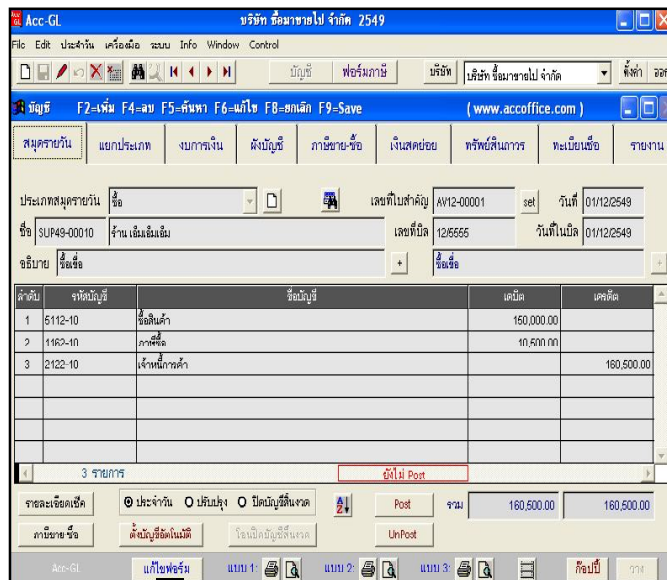 Acc-GL บริษัท ซื้อมาขายไป จำกัด 2549
File Edit ประจำวัน เครื่องมือ ระบบ Info Window Control
บัญชี ฟอร์มภาษี บริษัท บริษัท ซื้อมาขายไป จำกัด ตั้งค่า ออก
บัญชี F2=เพิ่ม F4=ลบ F5=ค้นหา F6=แก้ไข F8=ยกเลิก F9=Save (www.accoffice.com)
สมุดรายวัน แยกประเภท งบการเงิน ผังบัญชี ภาษีขาย-ซื้อ เงินสดย่อย ทรัพย์สินถาวร ทะเบียนชื่อ รายงาน
ประเภทสมุดรายวัน ซื้อ เลขที่ใบสำคัญ AV12-00001 set วันที่ 01/12/2549
ชื่อ SUP49-00010 ร้าน เอ็มเอ็มเอ็ม เลขที่บิล 12/5555 วันที่ในบิล 01/12/2549
อธิบาย ซื้อเชื่อ + ซื้อเชื่อ +
ลำดับ รหัสบัญชี ชื่อบัญชี เดบิต เครดิต
1 5112-10 ซื้อสินค้า 150,000.00
2 1162-10 ภาษีซื้อ 10,500.00
3 2122-10 เจ้าหนี้การค้า 160,500.00
3 รายการ ยังไม่ Post
รายละเอียดเช็ค ประจำวัน ปรับปรุง ปิดบัญชีสิ้นงวด Post รวม 160,500.00 160,500.00
ภาษีขาย ซื้อ ตั้งบัญชีอัตโนมัติ โอนปิดบัญชีสิ้นงวด UnPost
Acc-GL แก้ไขฟอร์ม แบบ 1: แบบ 2: แบบ 3: ก๊อปปี้ วาง